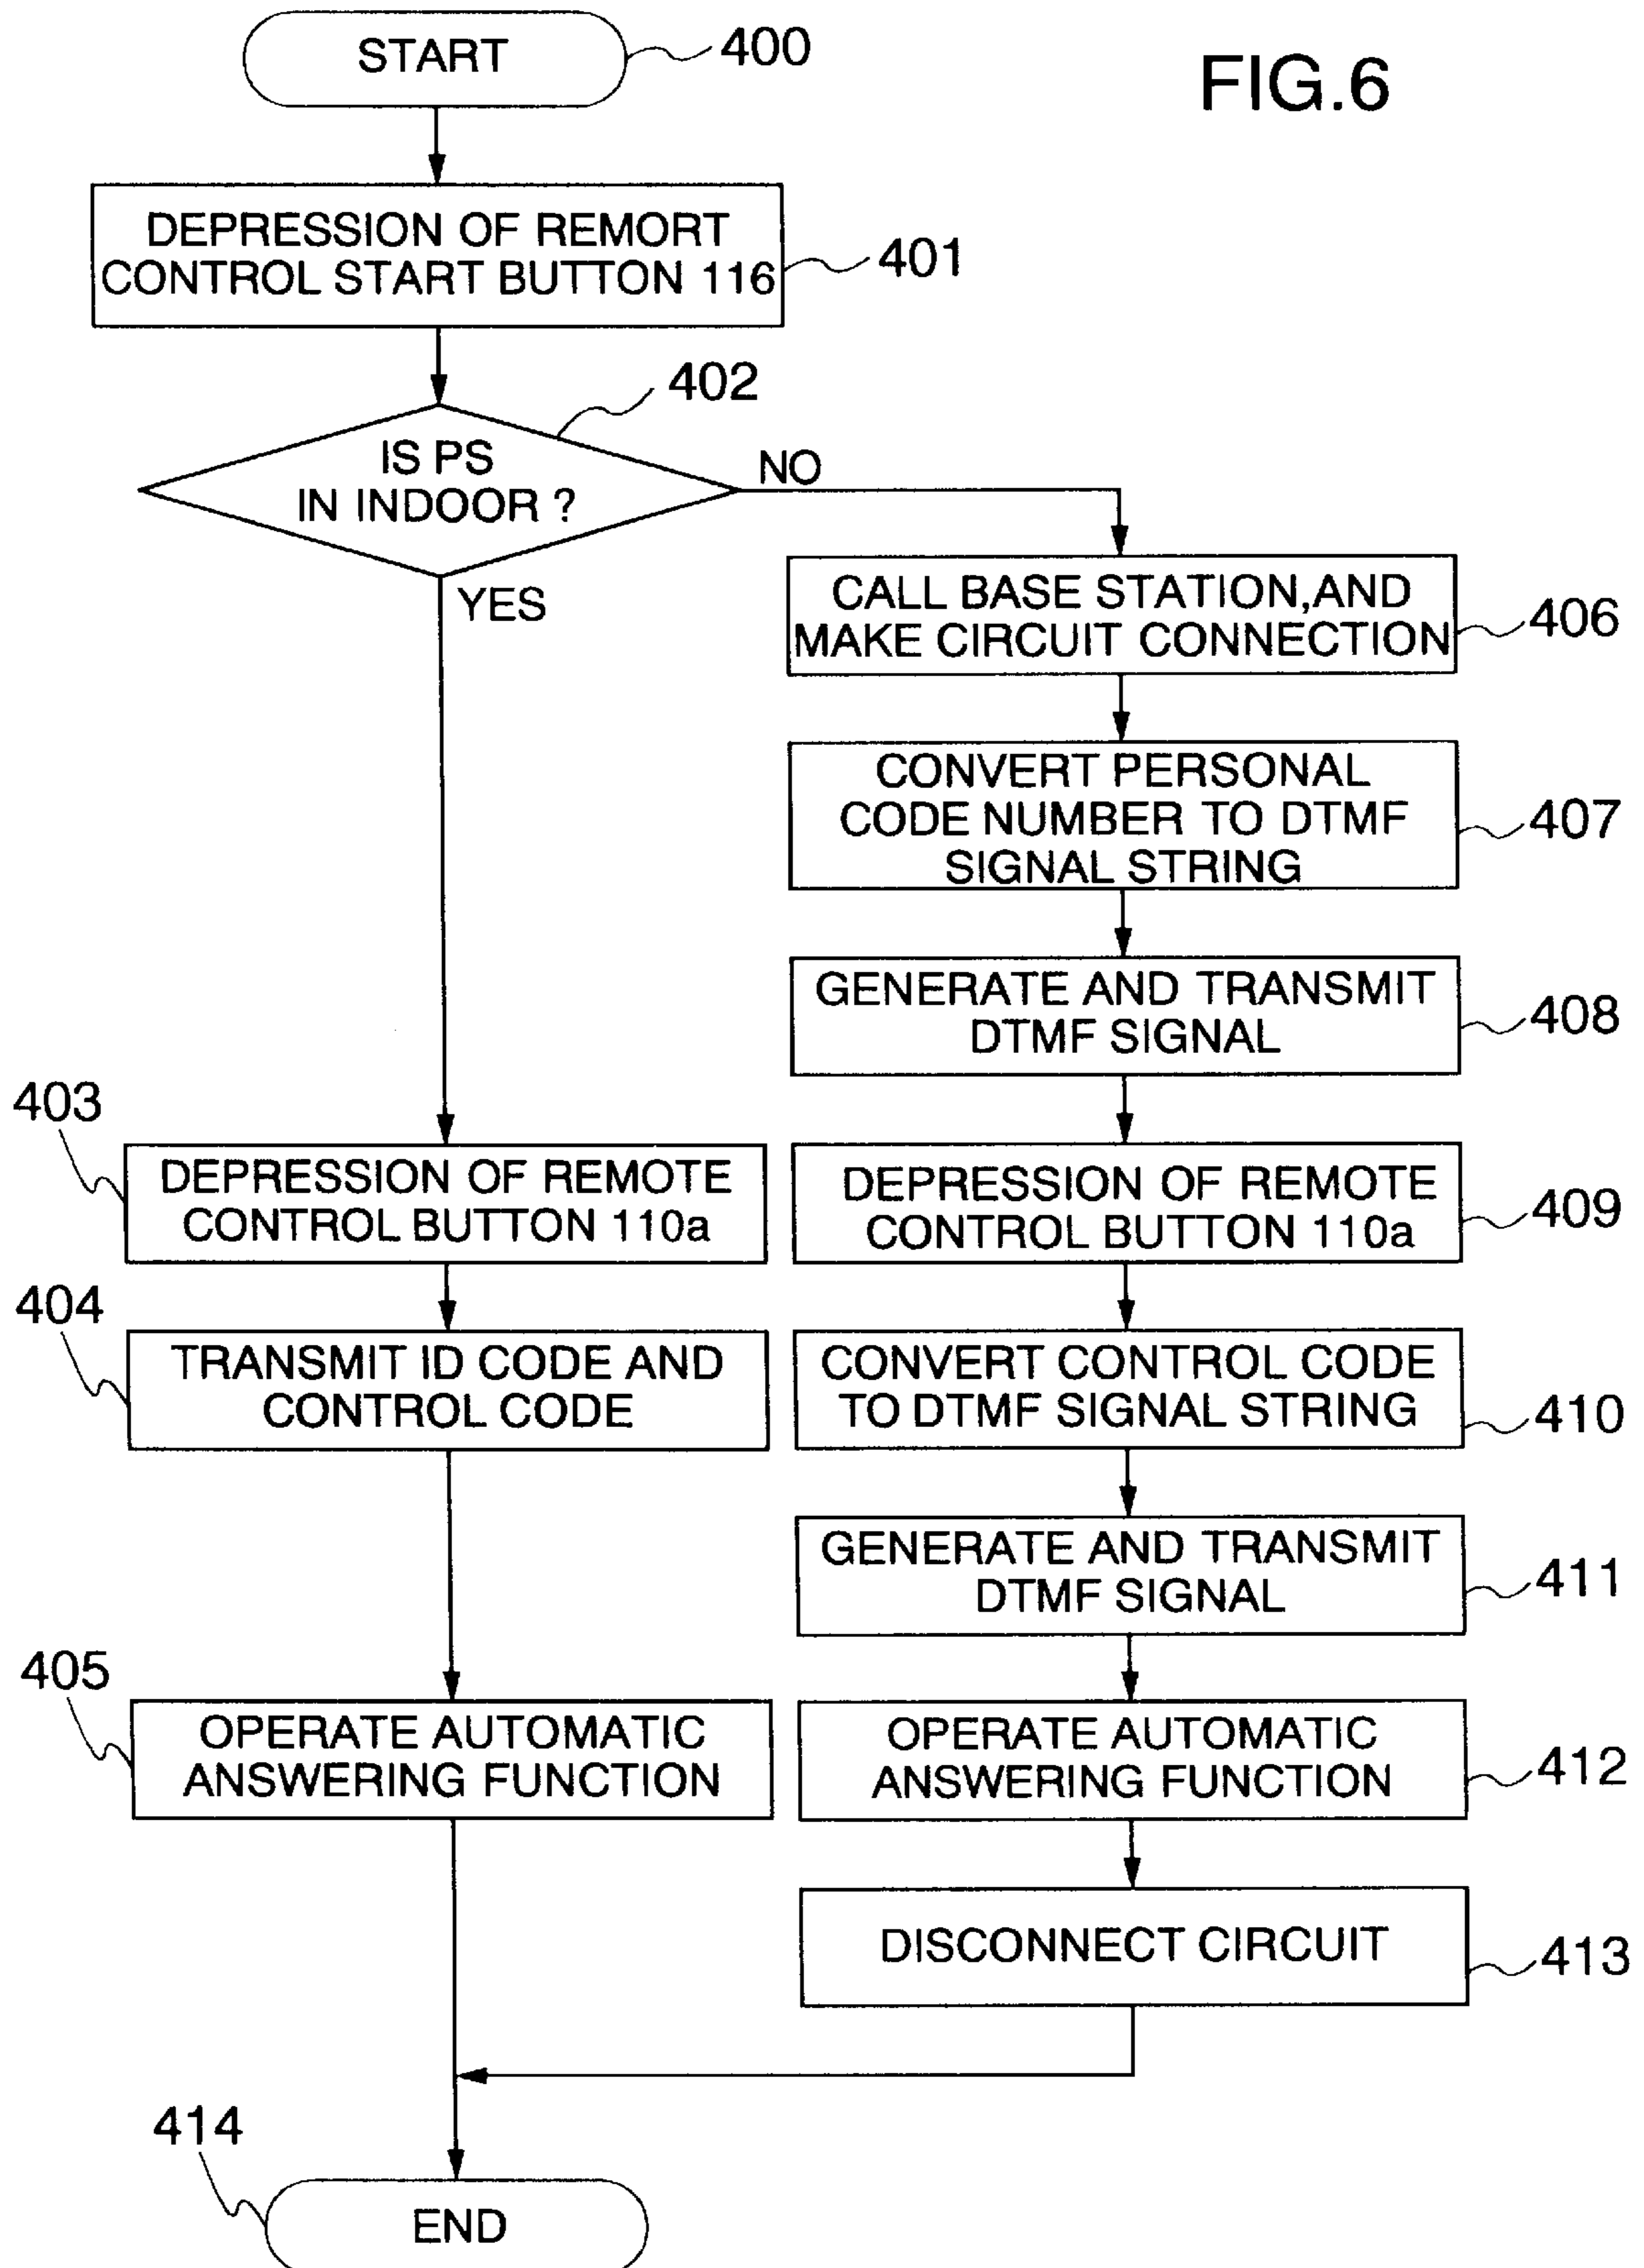 START
400
FIG.6
DEPRESSION OF REMORT
CONTROL START BUTTON 116
401
402
IS PS
IN INDOOR ?
NO
YES
CALL BASE STATION,AND
MAKE CIRCUIT CONNECTION
406
CONVERT PERSONAL
CODE NUMBER TO DTMF
SIGNAL STRING
407
GENERATE AND TRANSMIT
DTMF SIGNAL
408
403
DEPRESSION OF REMOTE
CONTROL BUTTON 110a
DEPRESSION OF REMOTE
CONTROL BUTTON 110a
409
404
TRANSMIT ID CODE AND
CONTROL CODE
CONVERT CONTROL CODE
TO DTMF SIGNAL STRING
410
GENERATE AND TRANSMIT
DTMF SIGNAL
411
405
OPERATE AUTOMATIC
ANSWERING FUNCTION
OPERATE AUTOMATIC
ANSWERING FUNCTION
412
DISCONNECT CIRCUIT
413
414
END